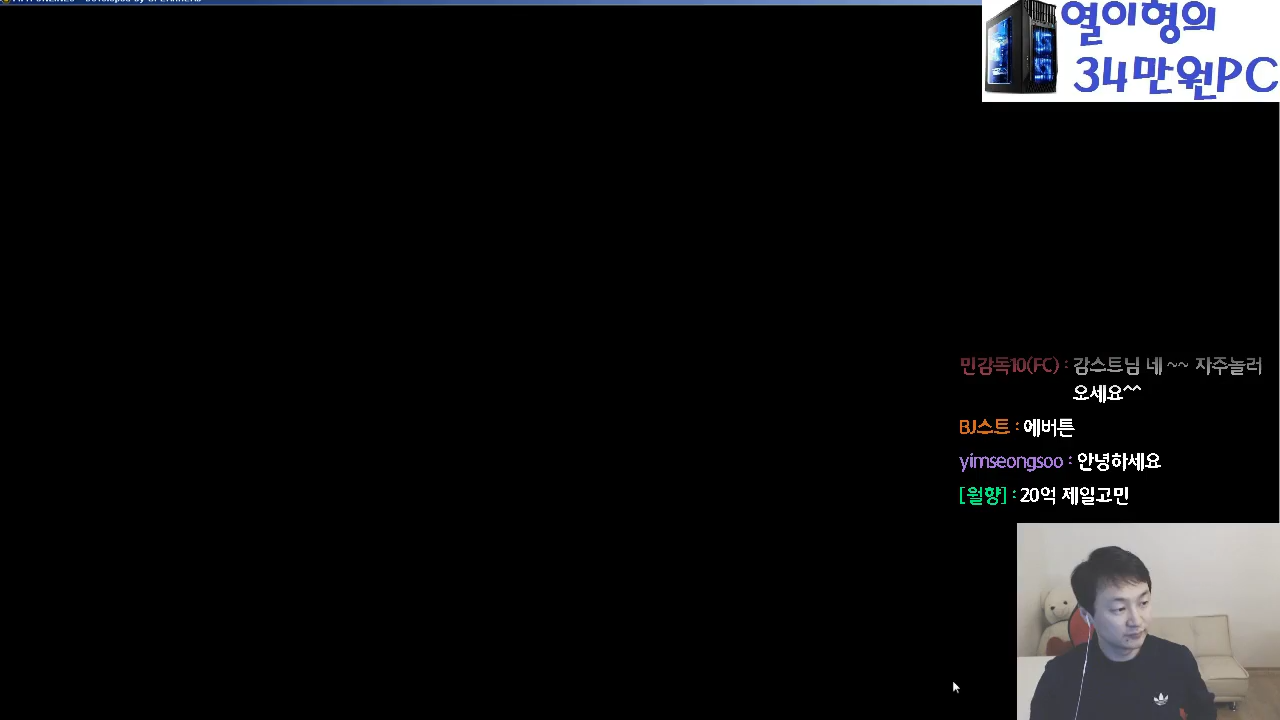 열이형의
34만원PC
민감독10(FC) : 감스트님 네 ~~ 자주놀러
오세요^^
BJ스트 : 에버튼
yimseongsoo : 안녕하세요
[월향] : 20억 제일고민